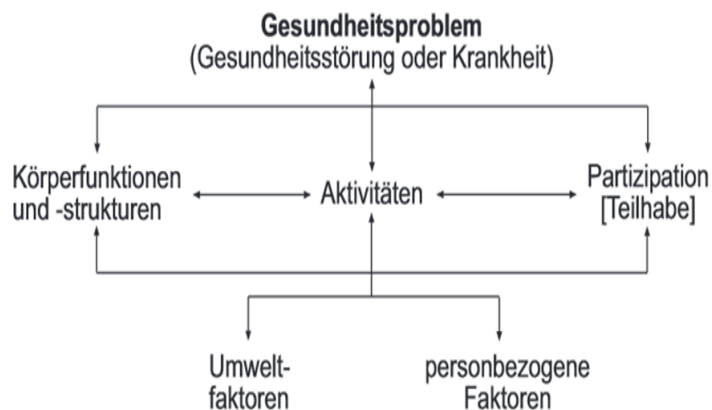 Gesundheitsproblem
(Gesundheitsstörung oder Krankheit)
Körperfunktionen
und -strukturen
Aktivitäten
Partizipation
[Teilhabe]
Umwelt-
faktoren
personbezogene
Faktoren